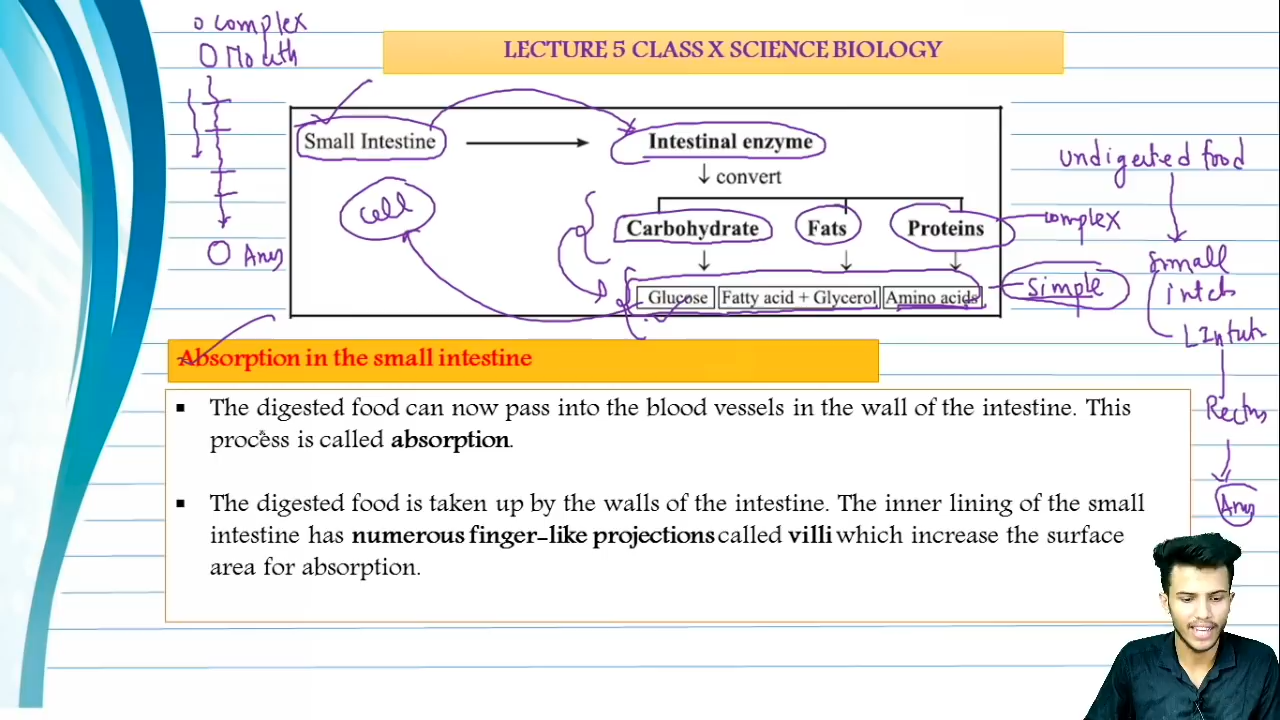 complex
Mouth
LECTURE 5 CLASS X SCIENCE BIOLOGY
Small Intestine
Intestinal enzyme
↓ convert
undigested food
cell
Carbohydrate Fats Proteins
complex
Anus
Glucose Fatty acid + Glycerol Amino acids
simple
small
Absorption in the small intestine
▪ The digested food can now pass into the blood vessels in the wall of the intestine. This
process is called absorption.
▪ The digested food is taken up by the walls of the intestine. The inner lining of the small
intestine has numerous finger-like projections called villi which increase the surface
area for absorption.